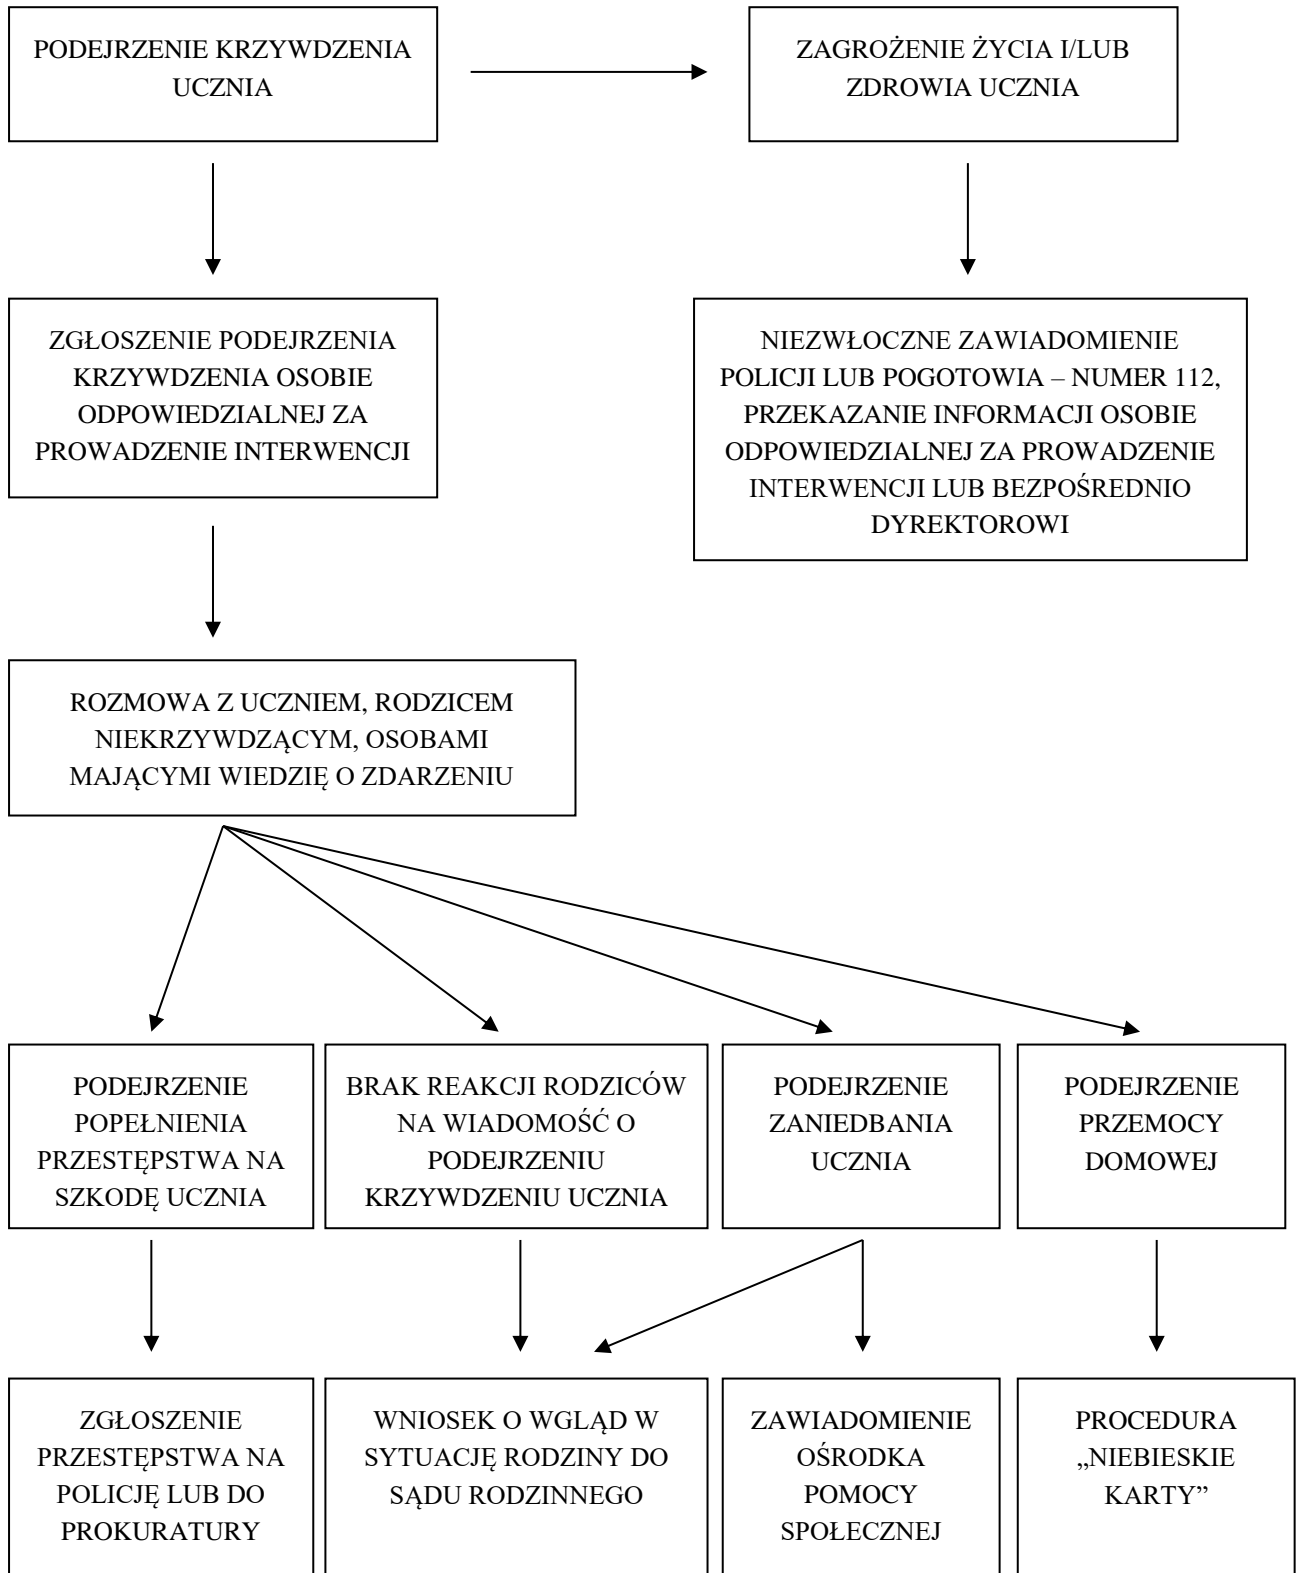 PODEJRZENIE KRZYWDZENIA
UCZNIA
ZAGROŻENIE ŻYCIA I/LUB
ZDROWIA UCZNIA
ZGŁOSZENIE PODEJRZENIA
KRZYWDZENIA OSOBIE
ODPOWIEDZIALNEJ ZA
PROWADZENIE INTERWENCJI
NIEZWŁOCZNE ZAWIADOMIENIE
POLICJI LUB POGOTOWIA – NUMER 112,
PRZEKAZANIE INFORMACJI OSOBIE
ODPOWIEDZIALNEJ ZA PROWADZENIE
INTERWENCJI LUB BEZPOŚREDNIO
DYREKTOROWI
ROZMOWA Z UCZNIEM, RODZICEM
NIEKRZYWDZĄCYM, OSOBAMI
MAJĄCYMI WIEDZIĘ O ZDARZENIU
PODEJRZENIE
POPEŁNIENIA
PRZESTĘPSTWA NA
SZKODĘ UCZNIA
BRAK REAKCJI RODZICÓW
NA WIADOMOŚĆ O
PODEJRZENIU
KRZYWDZENIU UCZNIA
PODEJRZENIE
ZANIEDBANIA
UCZNIA
PODEJRZENIE
PRZEMOCY
DOMOWEJ
ZGŁOSZENIE
PRZESTĘPSTWA NA
POLICJĘ LUB DO
PROKURATURY
WNIOSEK O WGLĄD W
SYTUACJĘ RODZINY DO
SĄDU RODZINNEGO
ZAWIADOMIENIE
OŚRODKA
POMOCY
SPOŁECZNEJ
PROCEDURA
„NIEBIESKIE
KARTY”